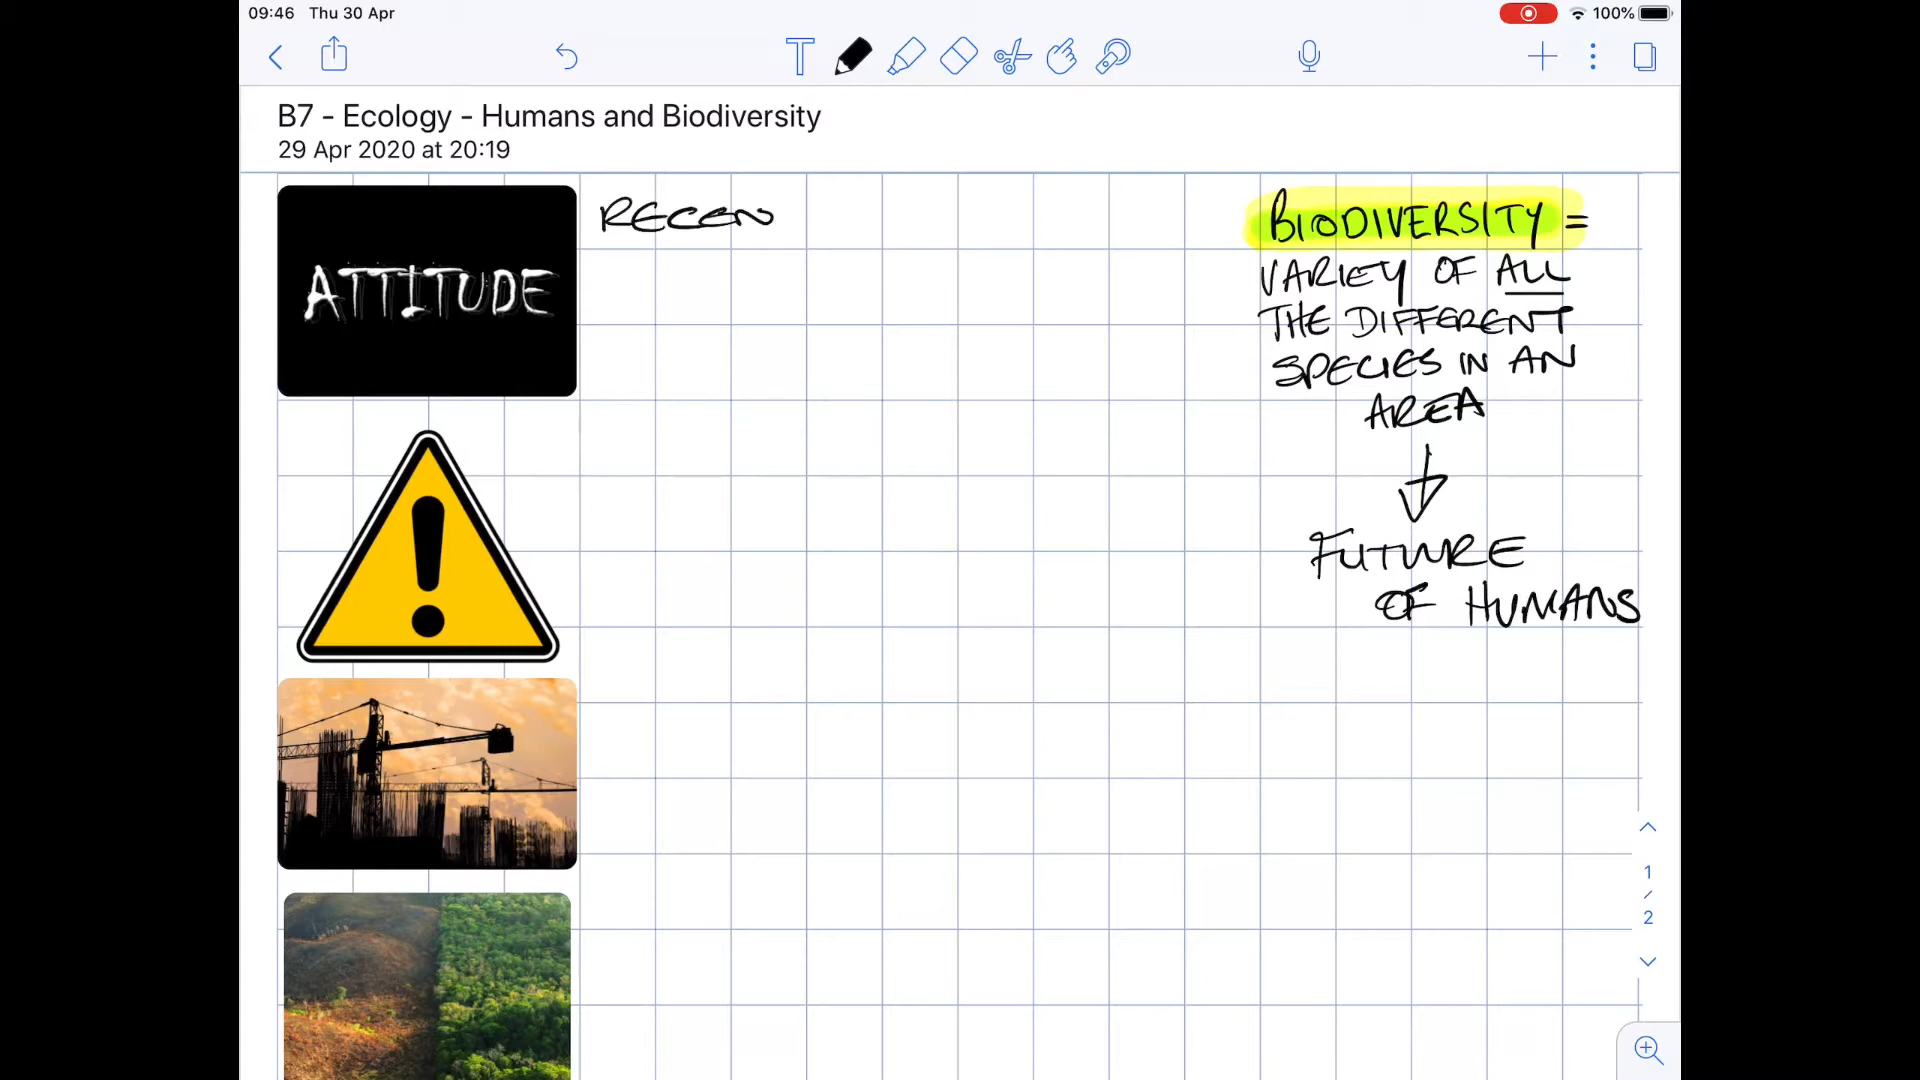 09:46 Thu 30 Apr
100%
T
B7 - Ecology - Humans and Biodiversity
29 Apr 2020 at 20:19
ATTITUDE
RECEN
BIODIVERSITY =
VARIETY OF ALL
THE DIFFERENT
SPECIES IN AN
AREA
FUTURE
OF HUMANS
!
1
/
2